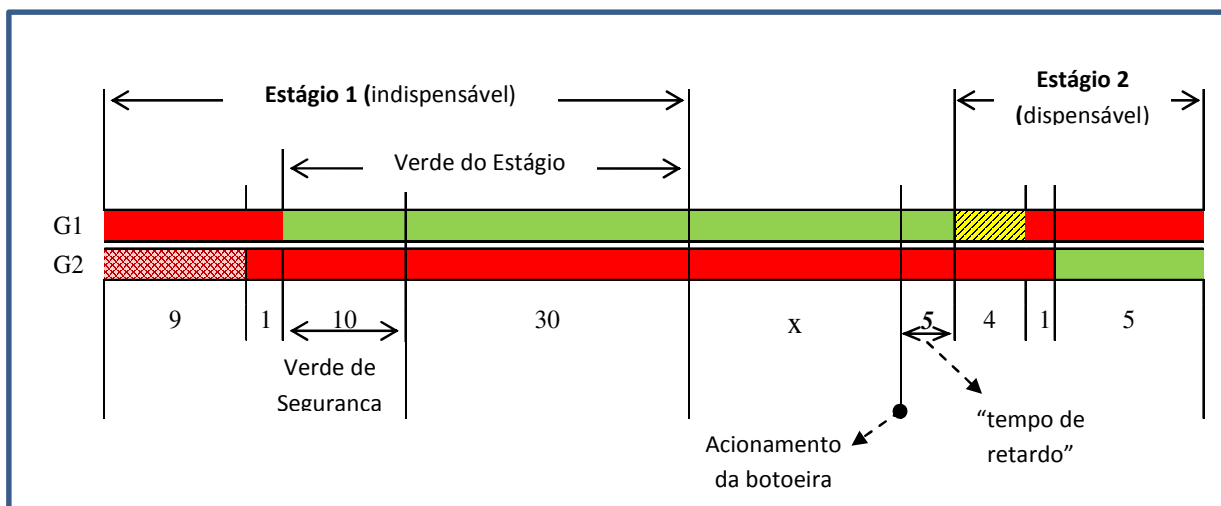 Estágio 1 (indispensável)
Estágio 2
(dispensável)
Verde do Estágio
G1
G2
9 1 10 30 x 5 4 1 5
Verde de
Seguranca
Acionamento
da botoeira
“tempo de
retardo”